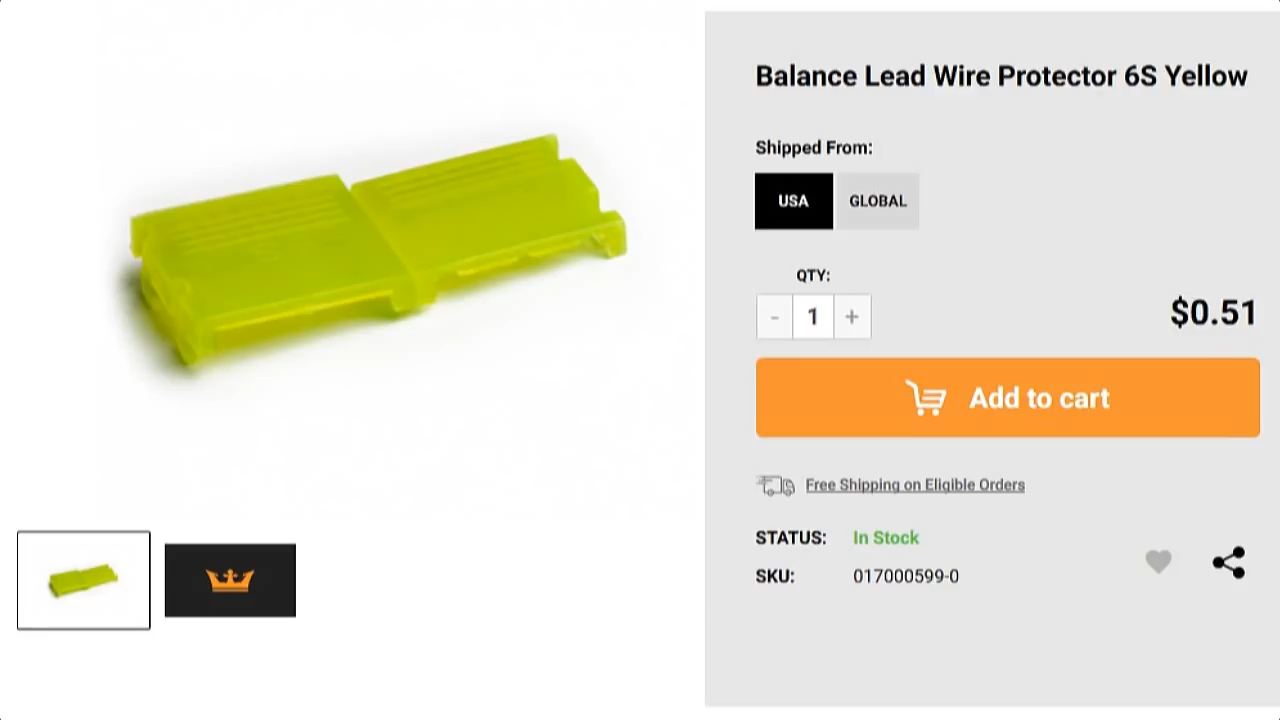 Balance Lead Wire Protector 6S Yellow
Shipped From:
USA GLOBAL
QTY:
- 1 + $0.51
Add to cart
Free Shipping on Eligible Orders
STATUS: In Stock
SKU: 017000599-0